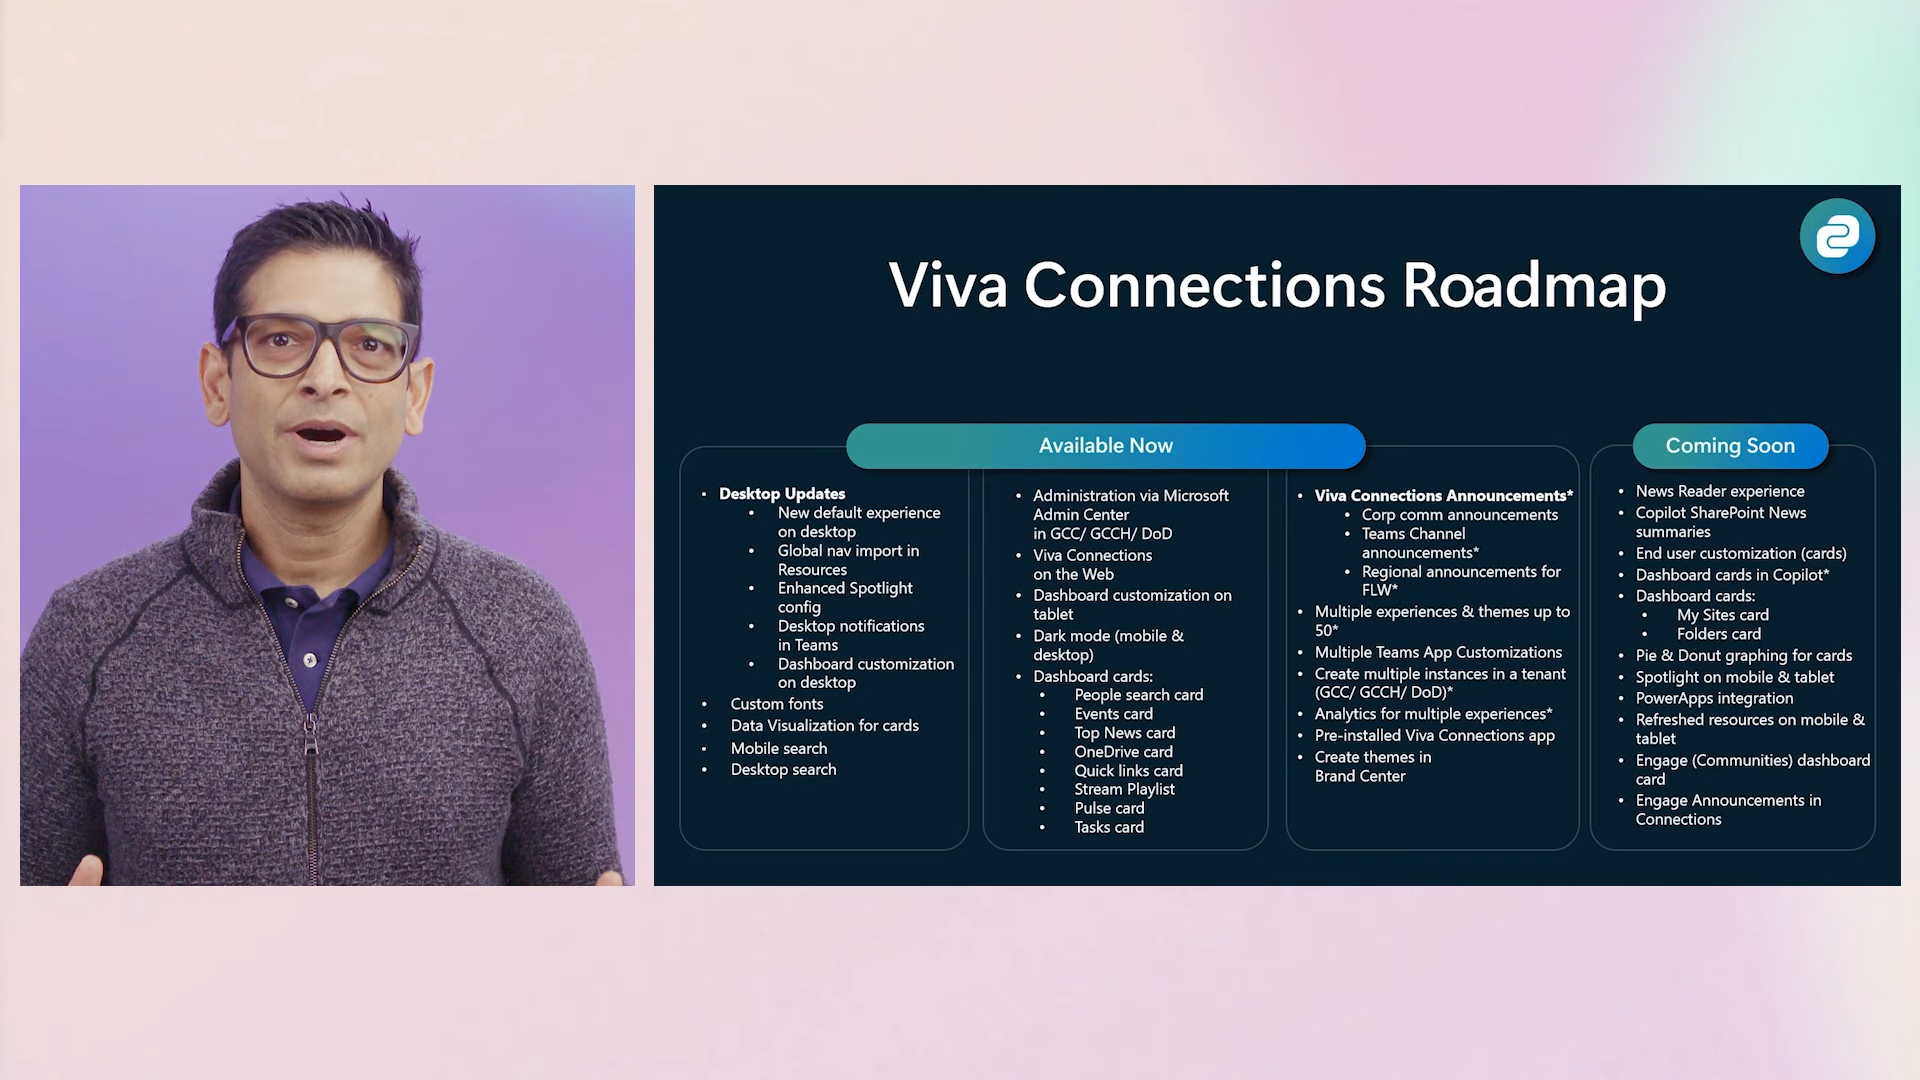 Viva Connections Roadmap
Available Now
• Desktop Updates
• New default experience
on desktop
• Global nav import in
Resources
• Enhanced Spotlight
config
• Desktop notifications
in Teams
• Dashboard customization
on desktop
• Custom fonts
• Data Visualization for cards
• Mobile search
• Desktop search
• Administration via Microsoft
Admin Center
in GCC/ GCCH/ DoD
• Viva Connections
on the Web
• Dashboard customization on
tablet
• Dark mode (mobile &
desktop)
• Dashboard cards:
• People search card
• Events card
• Top News card
• OneDrive card
• Quick links card
• Stream Playlist
• Pulse card
• Tasks card
• Viva Connections Announcements*
• Corp comm announcements
• Teams Channel
announcements*
• Regional announcements for
FLW*
• Multiple experiences & themes up to
50*
• Multiple Teams App Customizations
• Create multiple instances in a tenant
(GCC/ GCCH/ DoD)*
• Analytics for multiple experiences*
• Pre-installed Viva Connections app
• Create themes in
Brand Center
Coming Soon
• News Reader experience
• Copilot SharePoint News
summaries
• End user customization (cards)
• Dashboard cards in Copilot*
• Dashboard cards:
• My Sites card
• Folders card
• Pie & Donut graphing for cards
• Spotlight on mobile & tablet
• PowerApps integration
• Refreshed resources on mobile &
tablet
• Engage (Communities) dashboard
card
• Engage Announcements in
Connections